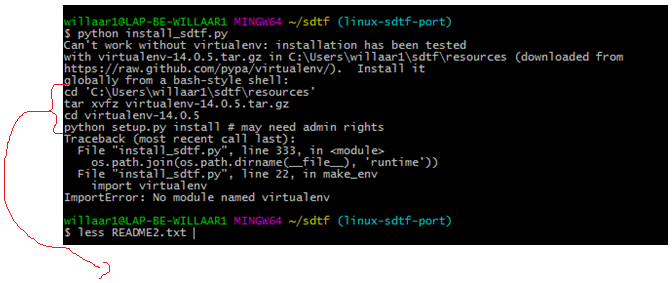 willaar1@LAP-BE-WILLAAR1 MINGW64 ~/sdtf (linux-sdtf-port)
$ python install_sdtf.py
Can't work without virtualenv: installation has been tested
with virtualenv-14.0.5.tar.gz in C:\Users\willaar1\sdtf\resources (downloaded from
https://raw.github.com/pypa/virtualenv/).  Install it
globally from a bash-style shell:
cd 'C:\Users\willaar1\sdtf\resources'
tar xvfz virtualenv-14.0.5.tar.gz
cd virtualenv-14.0.5
python setup.py install # may need admin rights
Traceback (most recent call last):
  File "install_sdtf.py", line 333, in <module>
    os.path.join(os.path.dirname(__file__), 'runtime'))
  File "install_sdtf.py", line 22, in make_env
    import virtualenv
ImportError: No module named virtualenv
willaar1@LAP-BE-WILLAAR1 MINGW64 ~/sdtf (linux-sdtf-port)
$ less README2.txt